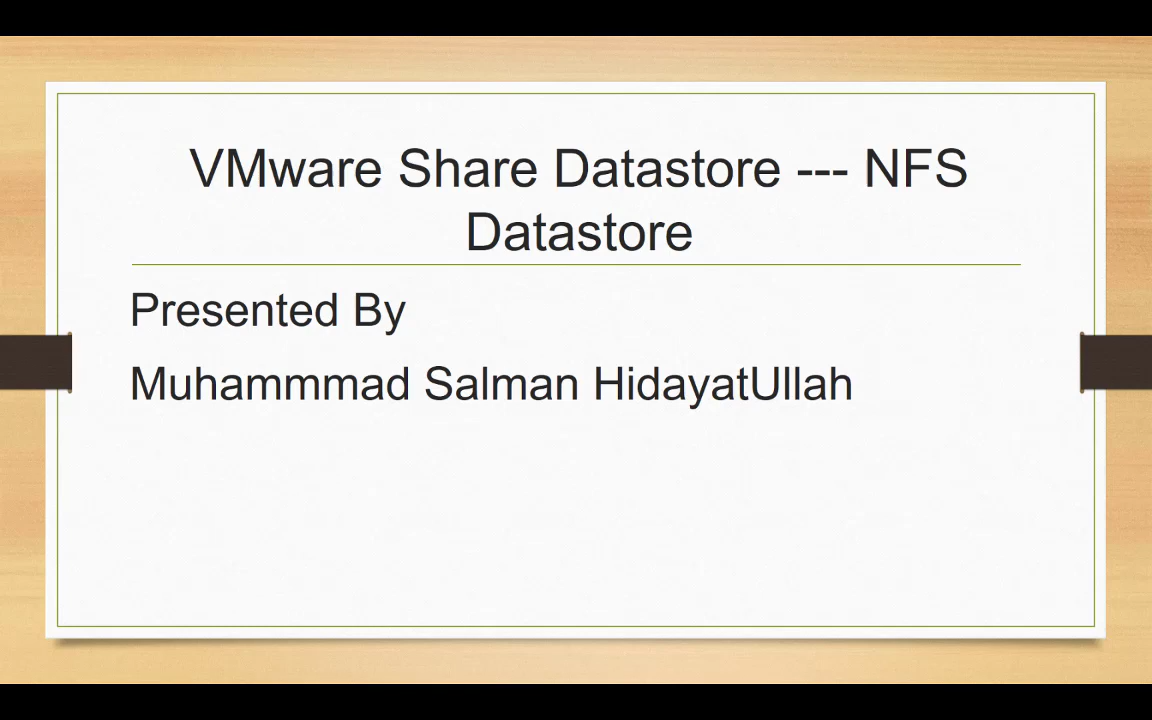 VMware Share Datastore --- NFS
Datastore
Presented By
Muhammmad Salman HidayatUllah